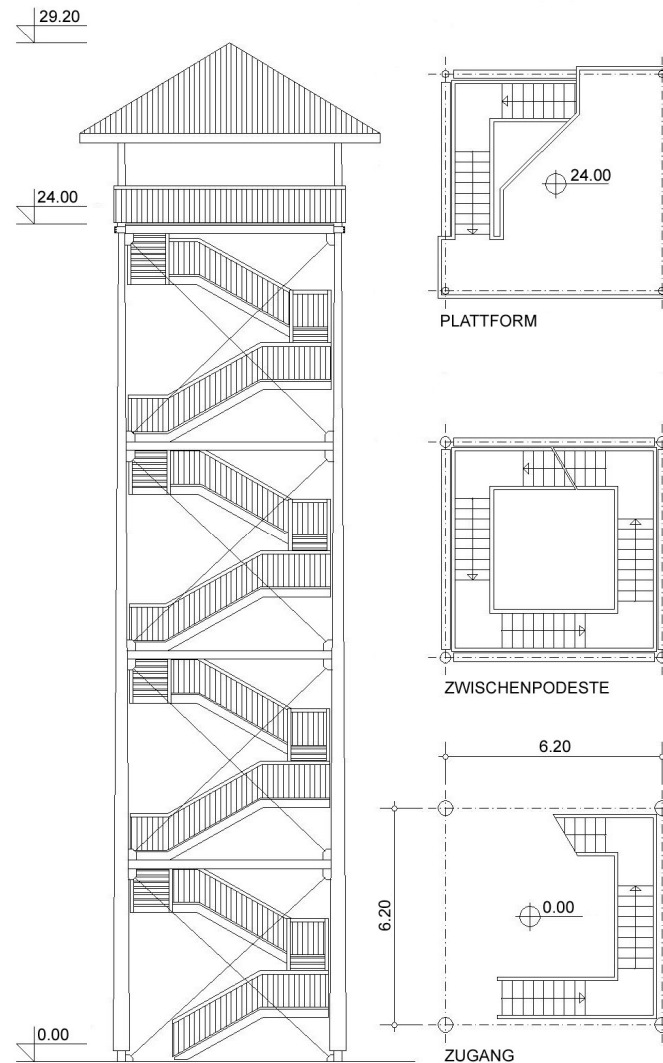 29.20
24.00
24.00
PLATTFORM
ZWISCHENPODESTE
6.20
6.20
0.00
0.00
ZUGANG